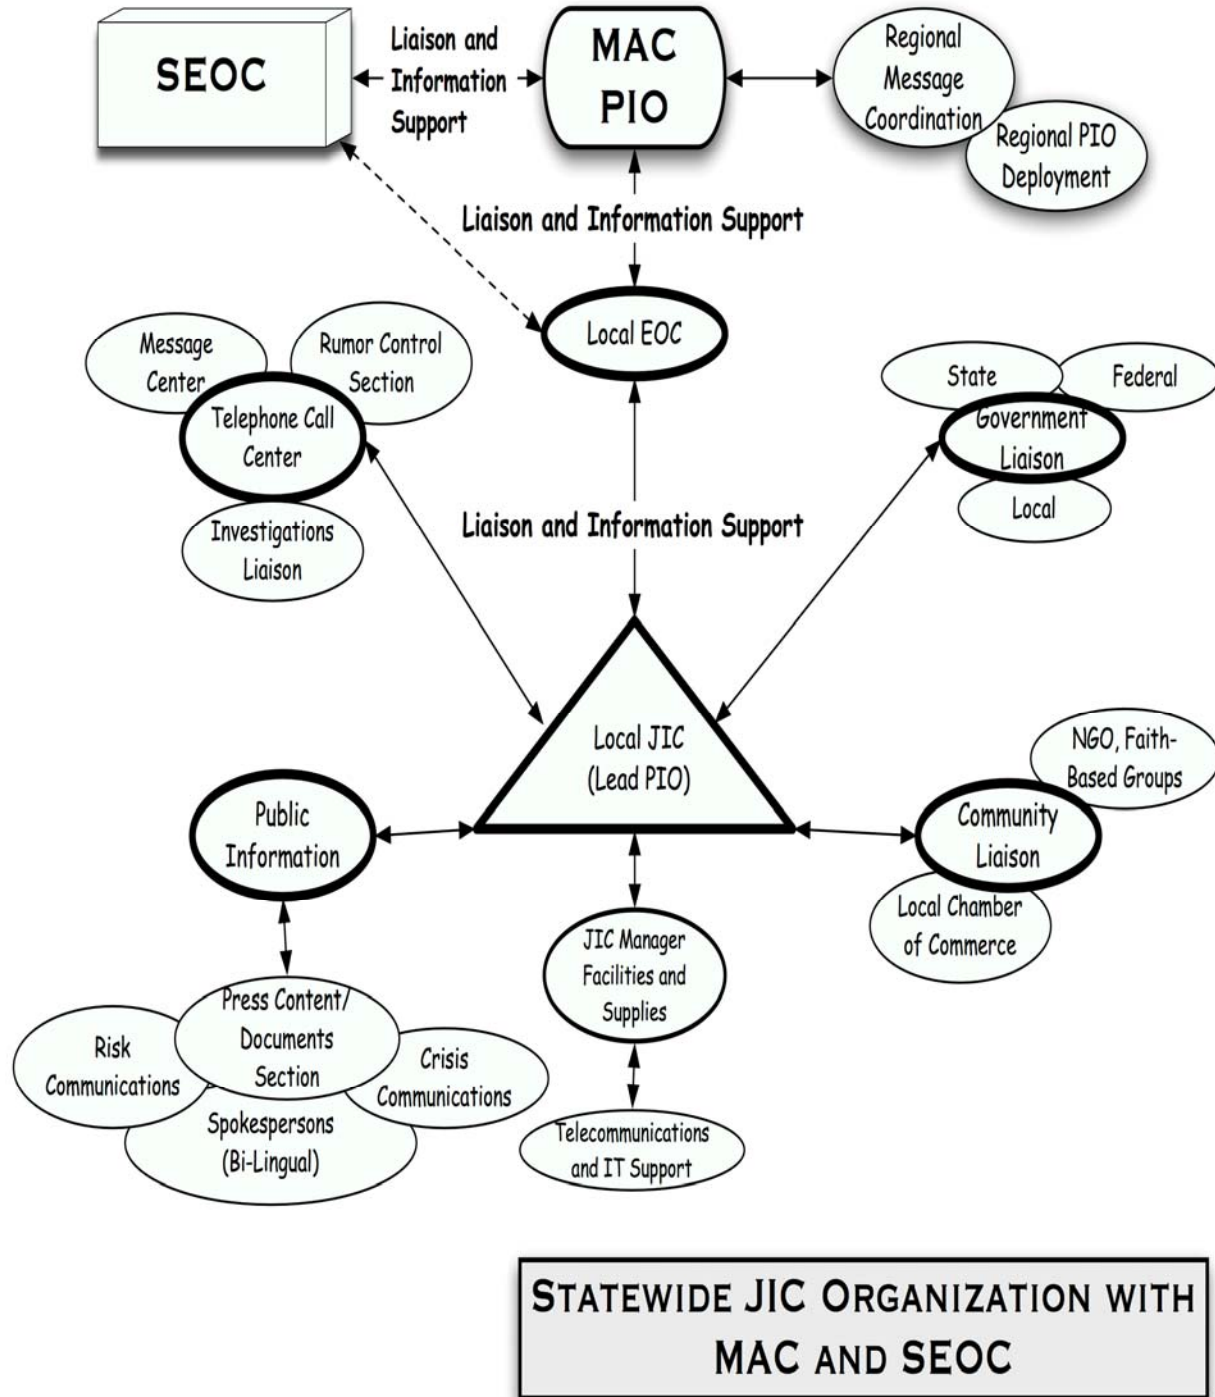 SEOC
Liaison and
Information
Support
MAC
PIO
Regional
Message
Coordination
Regional PIO
Deployment
Liaison and Information Support
Local EOC
Message
Center
Rumor Control
Section
Telephone Call
Center
Investigations
Liaison
State
Federal
Government
Liaison
Local
Liaison and Information Support
Local JIC
(Lead PIO)
Public
Information
NGO, Faith-
Based Groups
Community
Liaison
Local Chamber
of Commerce
JIC Manager
Facilities and
Supplies
Press Content/
Documents
Section
Risk
Communications
Crisis
Communications
Spokespersons
(Bi-Lingual)
Telecommunications
and IT Support
STATEWIDE JIC ORGANIZATION WITH
MAC AND SEOC